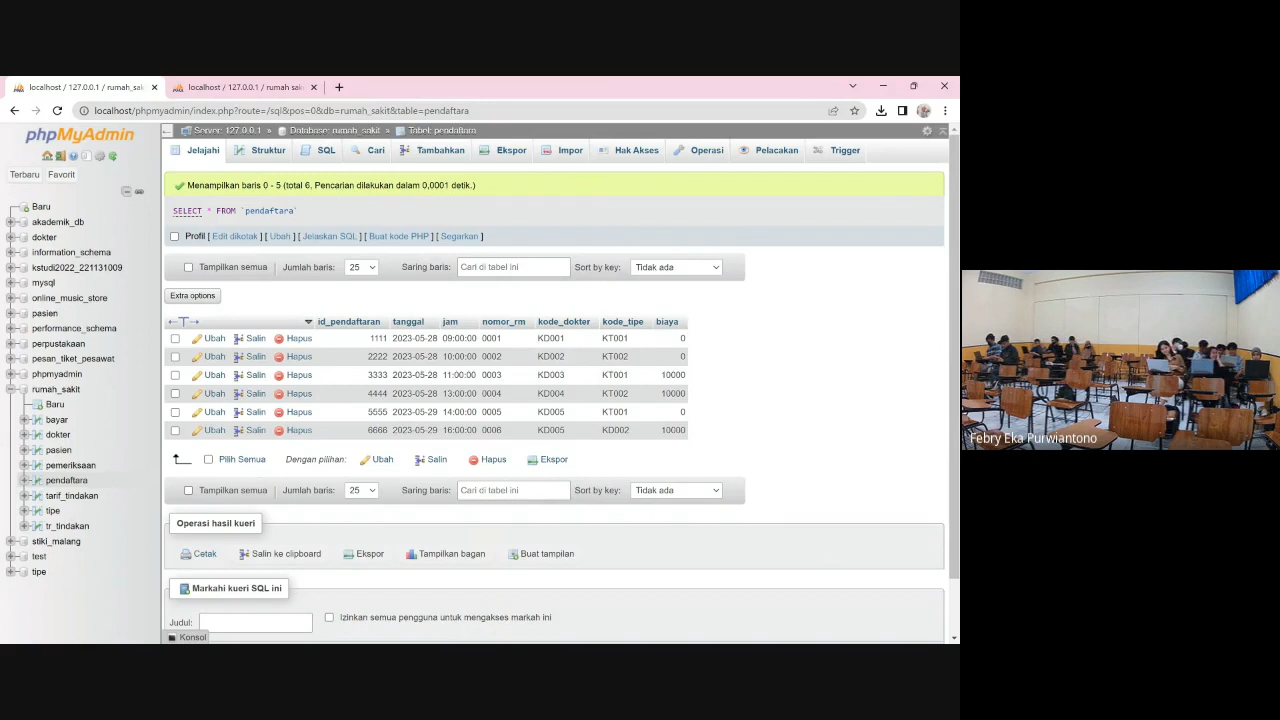 localhost / 127.0.0.1 / rumah_sak
localhost / 127.0.0.1 / rumah sak
localhost/phpmyadmin/index.php?route=/sql&pos=0&db=rumah_sakit&table=pendaftara
phpMyAdmin
Terbaru Favorit
Baru
akademik_db
dokter
information_schema
kstudi2022_221131009
mysql
online_music_store
pasien
performance_schema
perpustakaan
pesan_tiket_pesawat
phpmyadmin
rumah_sakit
Baru
bayar
dokter
pasien
pemeriksaan
pendaftara
tarif_tindakan
tipe
tr_tindakan
stiki_malang
test
tipe
Server: 127.0.0.1 » Database: rumah_sakit » Tabel: pendaftara
Jelajahi Struktur SQL Cari Tambahkan Ekspor Impor Hak Akses Operasi Pelacakan Trigger
Menampilkan baris 0 - 5 (total 6, Pencarian dilakukan dalam 0,0001 detik.)
SELECT * FROM `pendaftara`
Profil [ Edit dikotak ] [ Ubah ] [ Jelaskan SQL ] [ Buat kode PHP ] [ Segarkan ]
Tampilkan semua | Jumlah baris: 25 Saring baris: Cari di tabel ini Sort by key: Tidak ada
Extra options
←T→ id_pendaftaran tanggal jam nomor_rm kode_dokter kode_tipe biaya
Ubah Salin Hapus 1111 2023-05-28 09:00:00 0001 KD001 KT001 0
Ubah Salin Hapus 2222 2023-05-28 10:00:00 0002 KD002 KT002 0
Ubah Salin Hapus 3333 2023-05-28 11:00:00 0003 KD003 KT001 10000
Ubah Salin Hapus 4444 2023-05-28 13:00:00 0004 KD004 KT002 10000
Ubah Salin Hapus 5555 2023-05-29 14:00:00 0005 KD005 KT001 0
Ubah Salin Hapus 6666 2023-05-29 16:00:00 0006 KD005 KD002 10000
Pilih Semua Dengan pilihan: Ubah Salin Hapus Ekspor
Tampilkan semua | Jumlah baris: 25 Saring baris: Cari di tabel ini Sort by key: Tidak ada
Operasi hasil kueri
Cetak Salin ke clipboard Ekspor Tampilkan bagan Buat tampilan
Markahi kueri SQL ini
Judul: Izinkan semua pengguna untuk mengakses markah ini
Konsol
Febry Eka Purwiantono